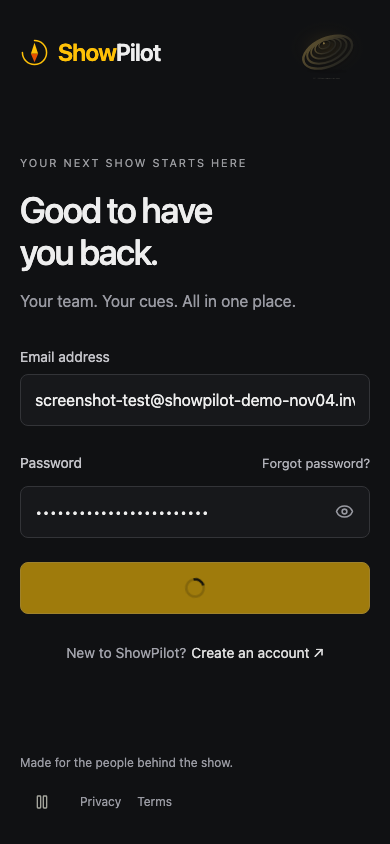 ShowPilot
YOUR NEXT SHOW STARTS HERE
Good to have
you back.
Your team. Your cues. All in one place.
Email address
screenshot-test@showpilot-demo-nov04.inv
Password
Forgot password?
New to ShowPilot? Create an account ↗
Made for the people behind the show.
Privacy
Terms